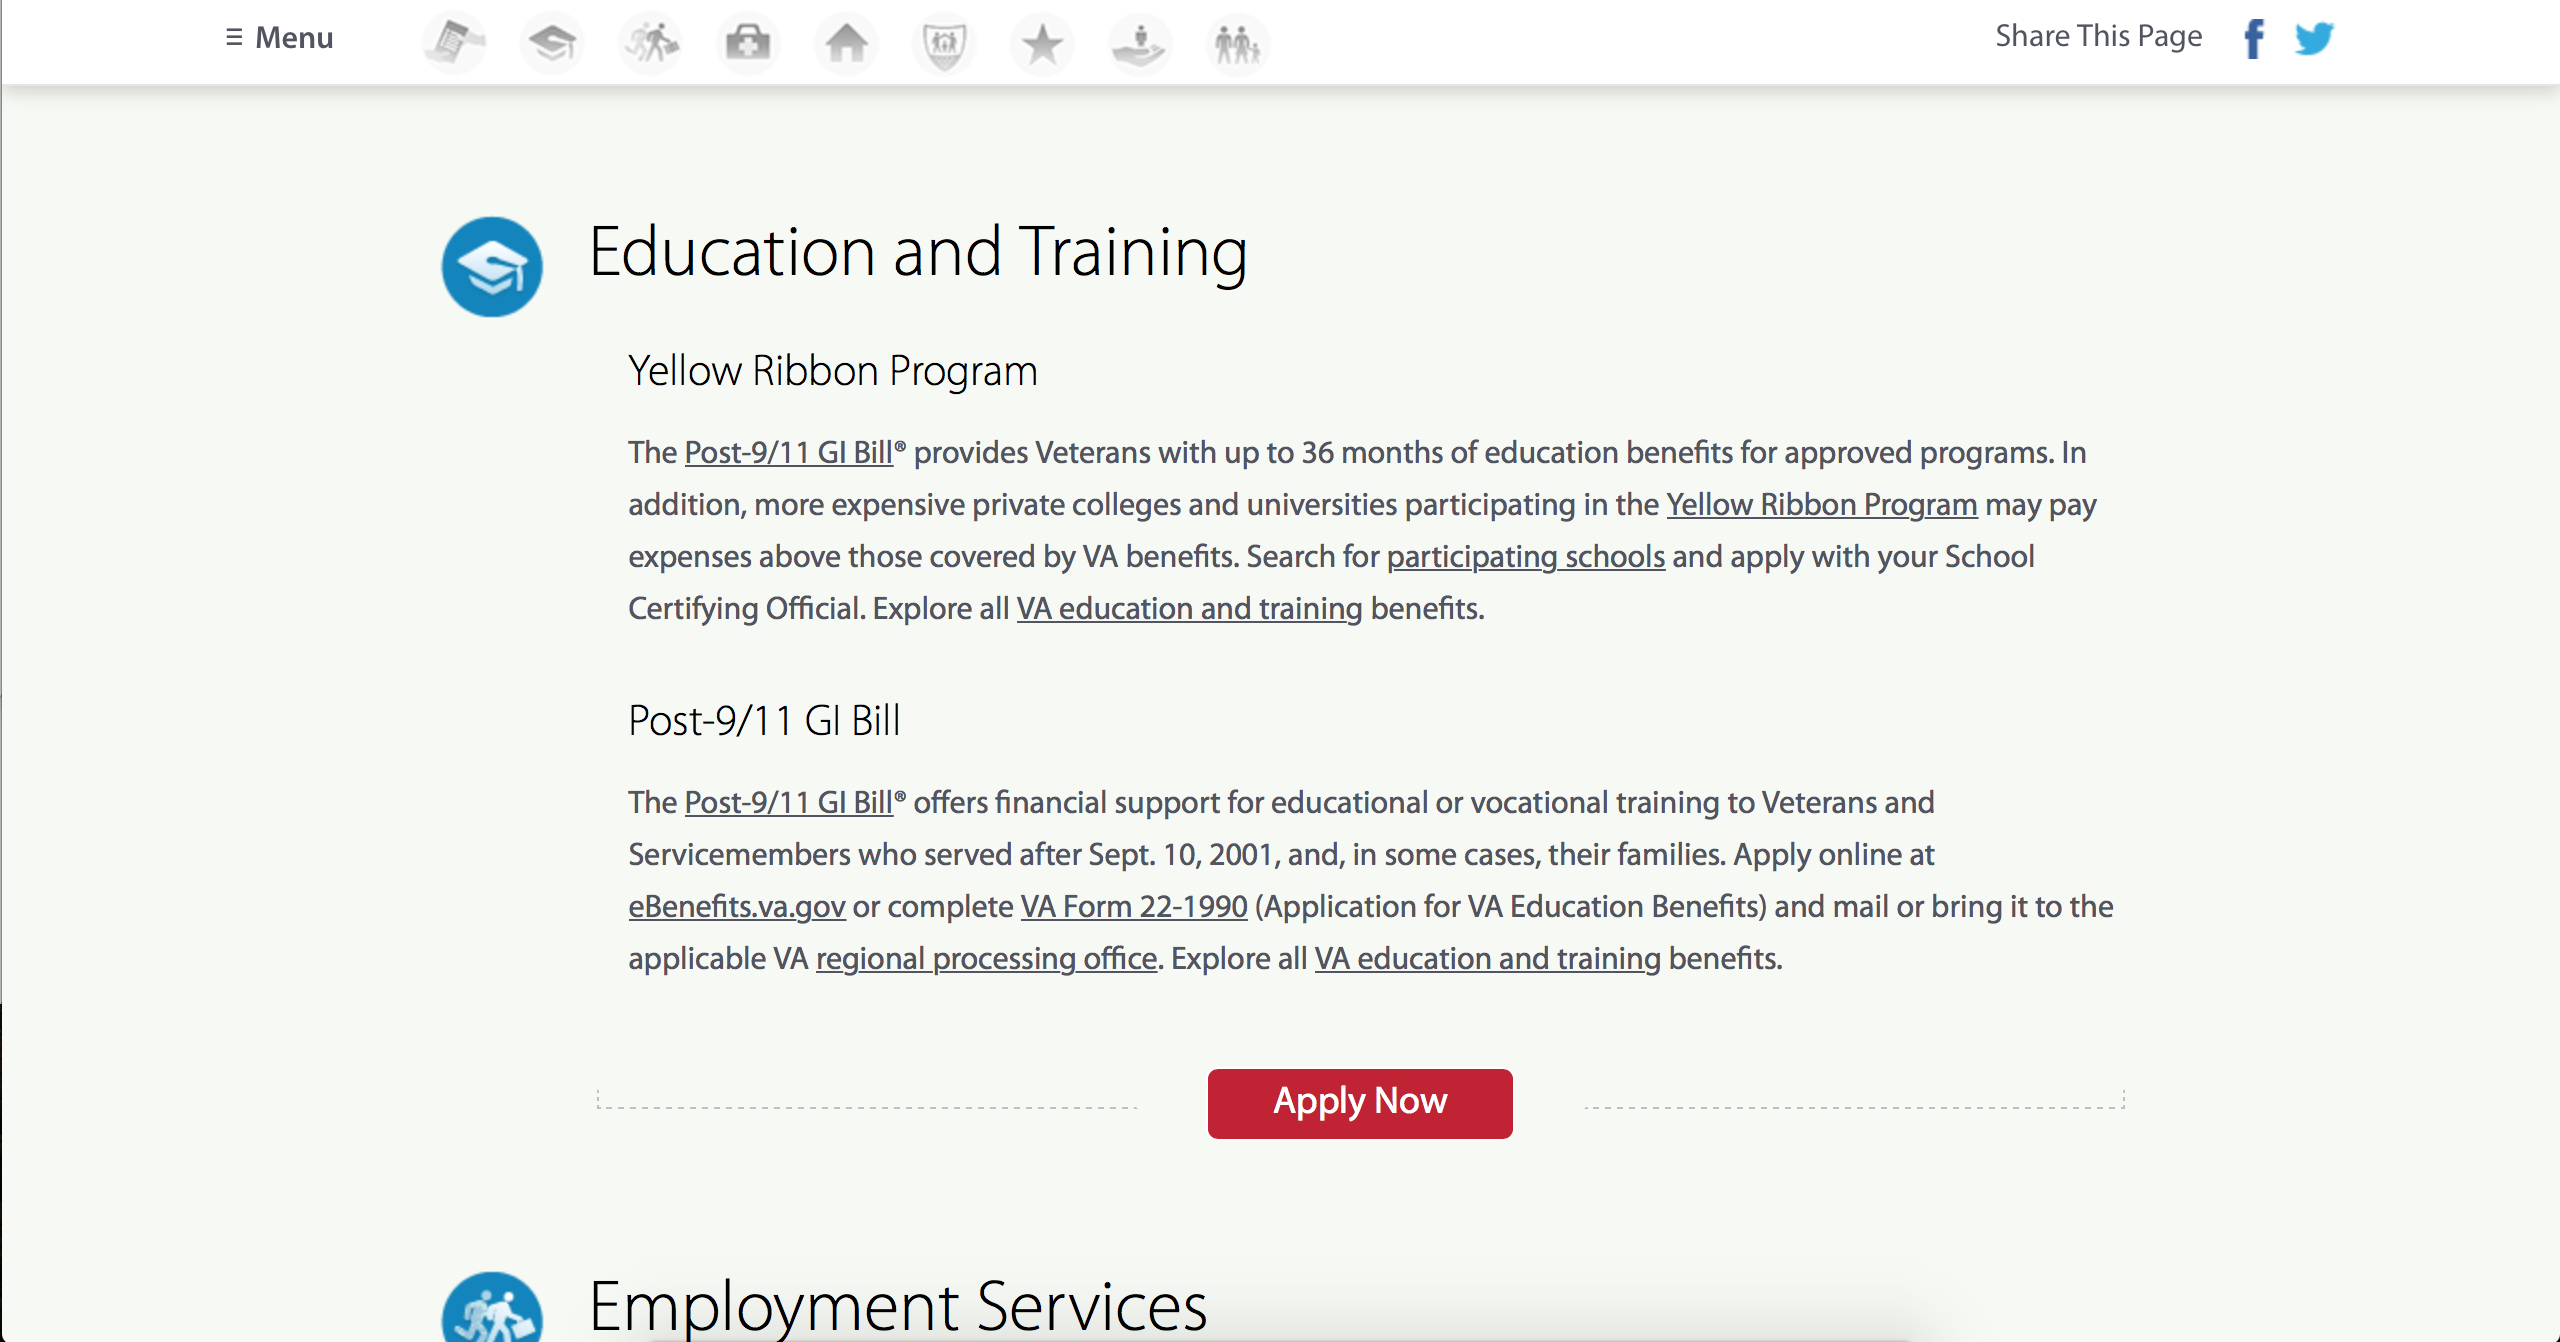 Menu
Share This Page
Education and Training
Yellow Ribbon Program
The Post-9/11 GI Bill® provides Veterans with up to 36 months of education benefits for approved programs. In
addition, more expensive private colleges and universities participating in the Yellow Ribbon Program may pay
expenses above those covered by VA benefits. Search for participating schools and apply with your School
Certifying Official. Explore all VA education and training benefits.
Post-9/11 GI Bill
The Post-9/11 GI Bill® offers financial support for educational or vocational training to Veterans and
Servicemembers who served after Sept. 10, 2001, and, in some cases, their families. Apply online at
eBenefits.va.gov or complete VA Form 22-1990 (Application for VA Education Benefits) and mail or bring it to the
applicable VA regional processing office. Explore all VA education and training benefits.
Apply Now
Employment Services